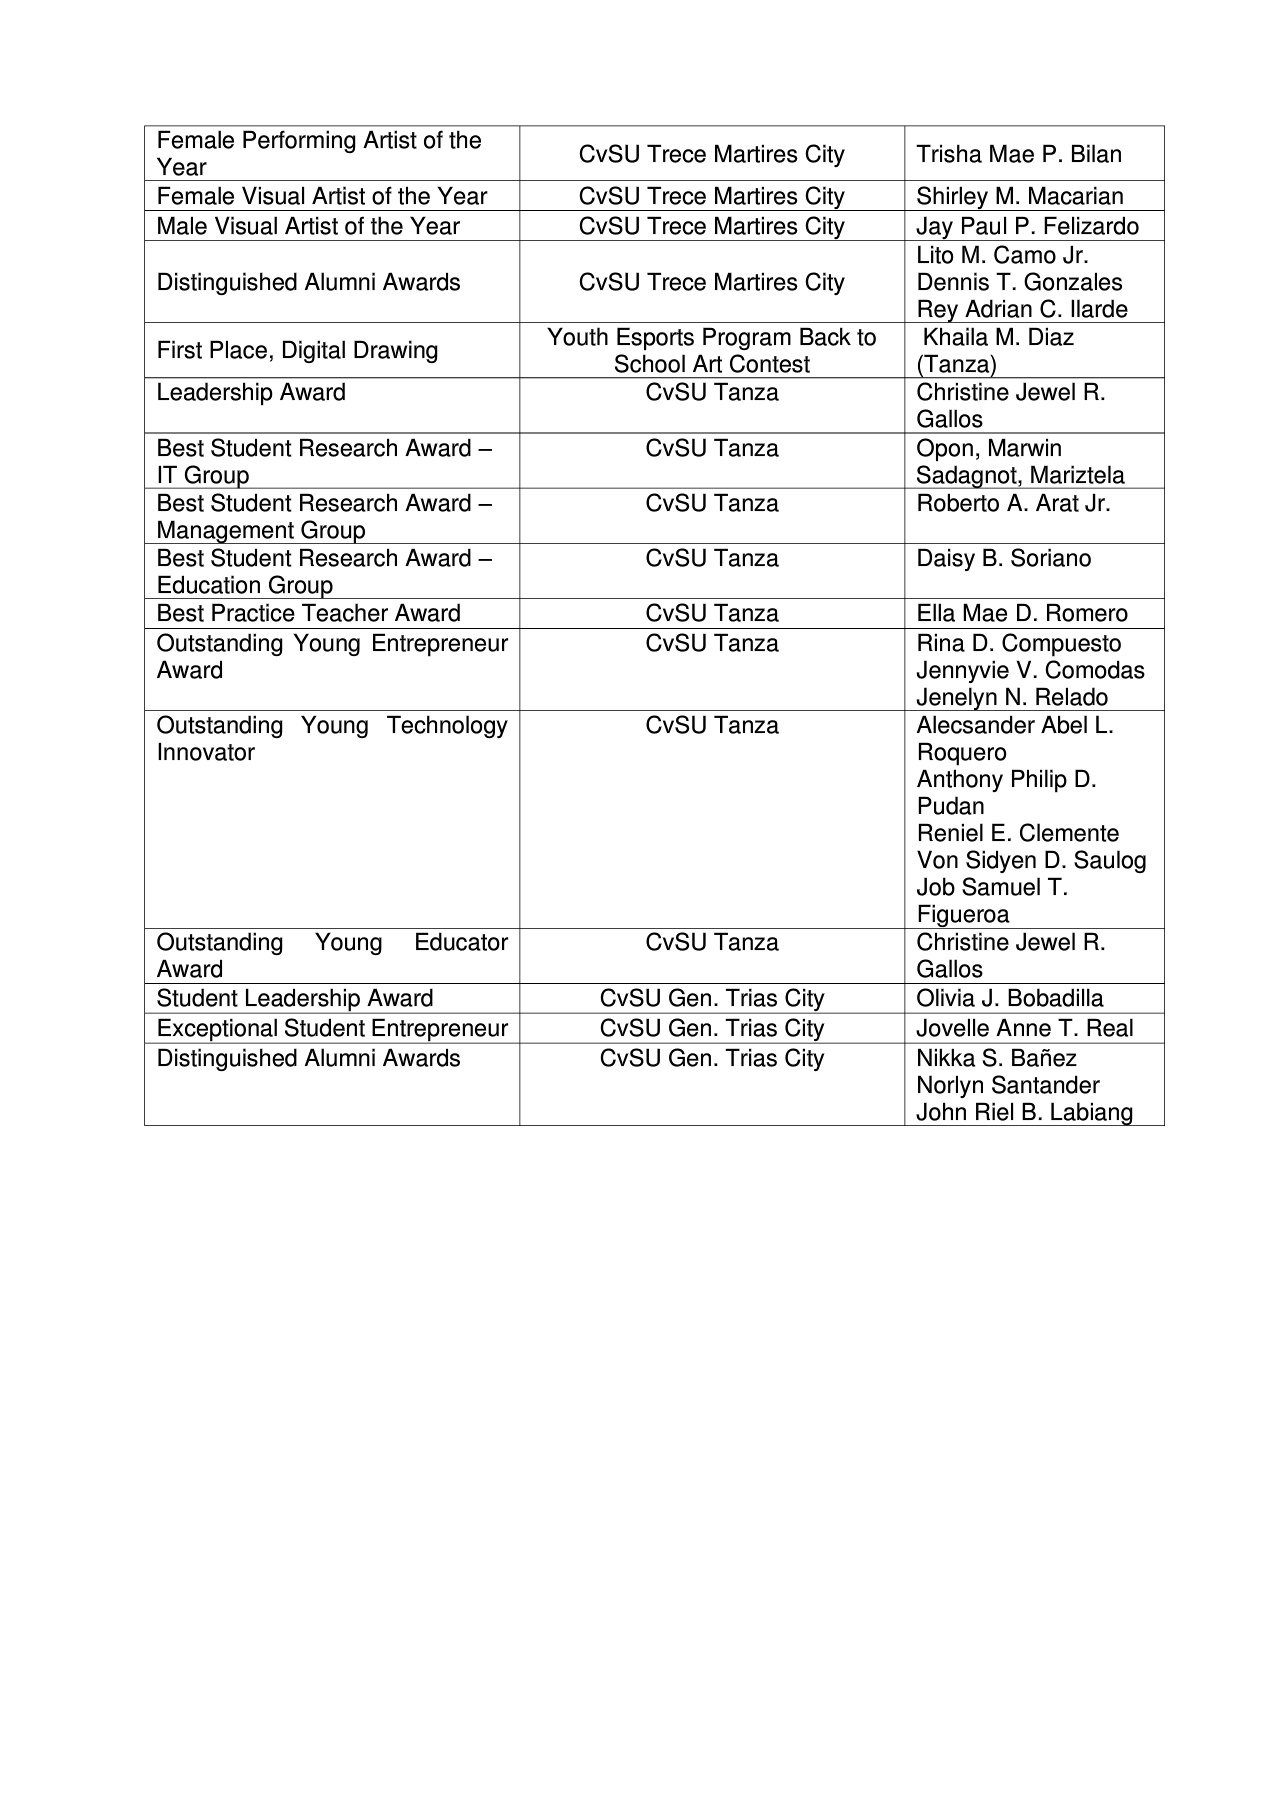 Female Performing Artist of the
Year
CvSU Trece Martires City
Trisha Mae P. Bilan
Female Visual Artist of the Year
CvSU Trece Martires City
Shirley M. Macarian
Male Visual Artist of the Year
CvSU Trece Martires City
Jay Paul P. Felizardo
Distinguished Alumni Awards
CvSU Trece Martires City
Lito M. Camo Jr.
Dennis T. Gonzales
Rey Adrian C. Ilarde
First Place, Digital Drawing
Youth Esports Program Back to
School Art Contest
Khaila M. Diaz
(Tanza)
Leadership Award
CvSU Tanza
Christine Jewel R.
Gallos
Best Student Research Award –
IT Group
CvSU Tanza
Opon, Marwin
Sadagnot, Mariztela
Best Student Research Award –
Management Group
CvSU Tanza
Roberto A. Arat Jr.
Best Student Research Award –
Education Group
CvSU Tanza
Daisy B. Soriano
Best Practice Teacher Award
CvSU Tanza
Ella Mae D. Romero
Outstanding Young Entrepreneur
Award
CvSU Tanza
Rina D. Compuesto
Jennyvie V. Comodas
Jenelyn N. Relado
Outstanding Young Technology
Innovator
CvSU Tanza
Alecsander Abel L.
Roquero
Anthony Philip D.
Pudan
Reniel E. Clemente
Von Sidyen D. Saulog
Job Samuel T.
Figueroa
Outstanding Young Educator
Award
CvSU Tanza
Christine Jewel R.
Gallos
Student Leadership Award
CvSU Gen. Trias City
Olivia J. Bobadilla
Exceptional Student Entrepreneur
CvSU Gen. Trias City
Jovelle Anne T. Real
Distinguished Alumni Awards
CvSU Gen. Trias City
Nikka S. Bañez
Norlyn Santander
John Riel B. Labiang